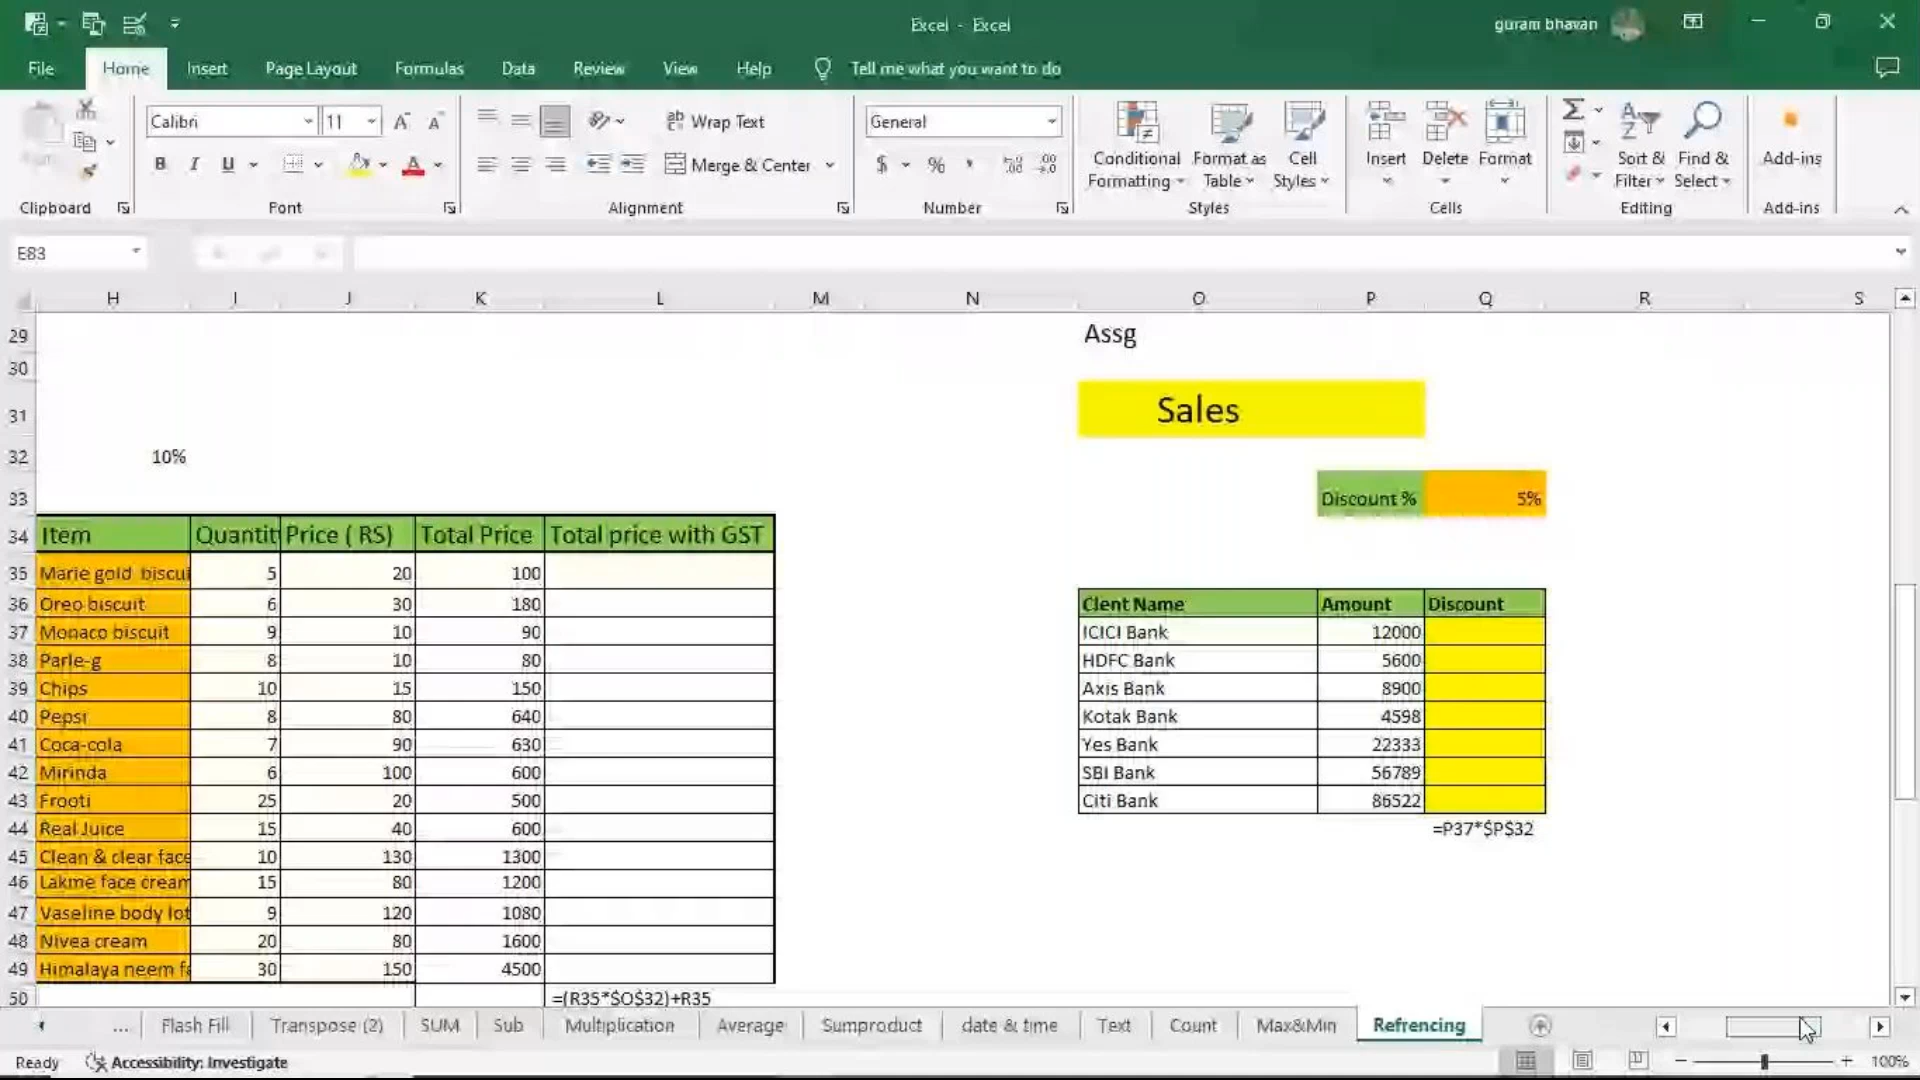 Excel - Excel
guram bhavan
File Home Insert Page Layout Formulas Data Review View Help Tell me what you want to do
Calibri 11
Wrap Text
General
B I U
Merge & Center
$ %
Conditional Formatting
Format as Table
Cell Styles
Insert Delete Format
Sort & Filter
Find & Select
Add-ins
Clipboard Font Alignment Number Styles Cells Editing Add-ins
E83
H I J K L M N O P Q R S
29 Assg
30
31 Sales
32 10%
33 Discount % 5%
34 Item Quantit Price ( RS) Total Price Total price with GST
35 Marie gold biscui 5 20 100
36 Oreo biscuit 6 30 180 Clent Name Amount Discount
37 Monaco biscuit 9 10 90 ICICI Bank 12000
38 Parle-g 8 10 80 HDFC Bank 5600
39 Chips 10 15 150 Axis Bank 8900
40 Pepsi 8 80 640 Kotak Bank 4598
41 Coca-cola 7 90 630 Yes Bank 22333
42 Mirinda 6 100 600 SBI Bank 56789
43 Frooti 25 20 500 Citi Bank 86522
44 Real Juice 15 40 600 =P37*$P$32
45 Clean & clear face 10 130 1300
46 Lakme face cream 15 80 1200
47 Vaseline body lot 9 120 1080
48 Nivea cream 20 80 1600
49 Himalaya neem fa 30 150 4500
50 =(R35*$O$32)+R35
... Flash Fill Transpose (2) SUM Sub Multiplication Average Sumproduct date & time Text Count Max&Min Refrencing
Ready Accessibility: Investigate 100%